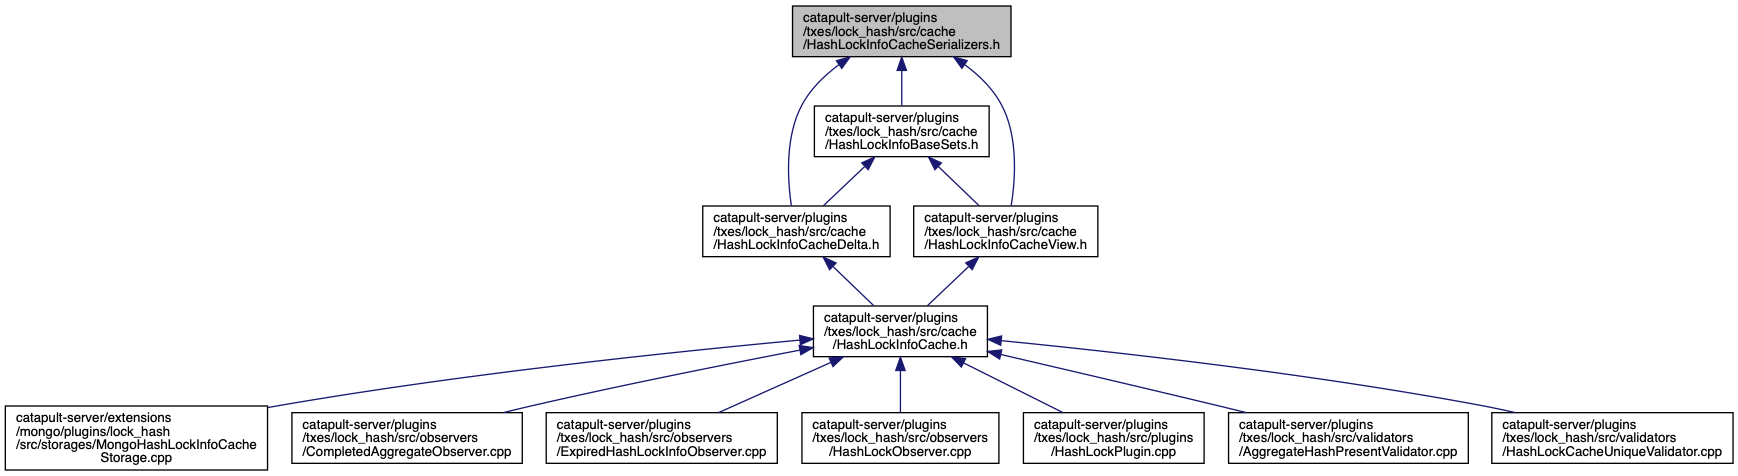 catapult-server/plugins
/txes/lock_hash/src/cache
/HashLockInfoCacheSerializers.h
catapult-server/plugins
/txes/lock_hash/src/cache
/HashLockInfoBaseSets.h
catapult-server/plugins
/txes/lock_hash/src/cache
/HashLockInfoCacheDelta.h
catapult-server/plugins
/txes/lock_hash/src/cache
/HashLockInfoCacheView.h
catapult-server/plugins
/txes/lock_hash/src/cache
/HashLockInfoCache.h
catapult-server/extensions
/mongo/plugins/lock_hash
/src/storages/MongoHashLockInfoCache
Storage.cpp
catapult-server/plugins
/txes/lock_hash/src/observers
/CompletedAggregateObserver.cpp
catapult-server/plugins
/txes/lock_hash/src/observers
/ExpiredHashLockInfoObserver.cpp
catapult-server/plugins
/txes/lock_hash/src/observers
/HashLockObserver.cpp
catapult-server/plugins
/txes/lock_hash/src/plugins
/HashLockPlugin.cpp
catapult-server/plugins
/txes/lock_hash/src/validators
/AggregateHashPresentValidator.cpp
catapult-server/plugins
/txes/lock_hash/src/validators
/HashLockCacheUniqueValidator.cpp